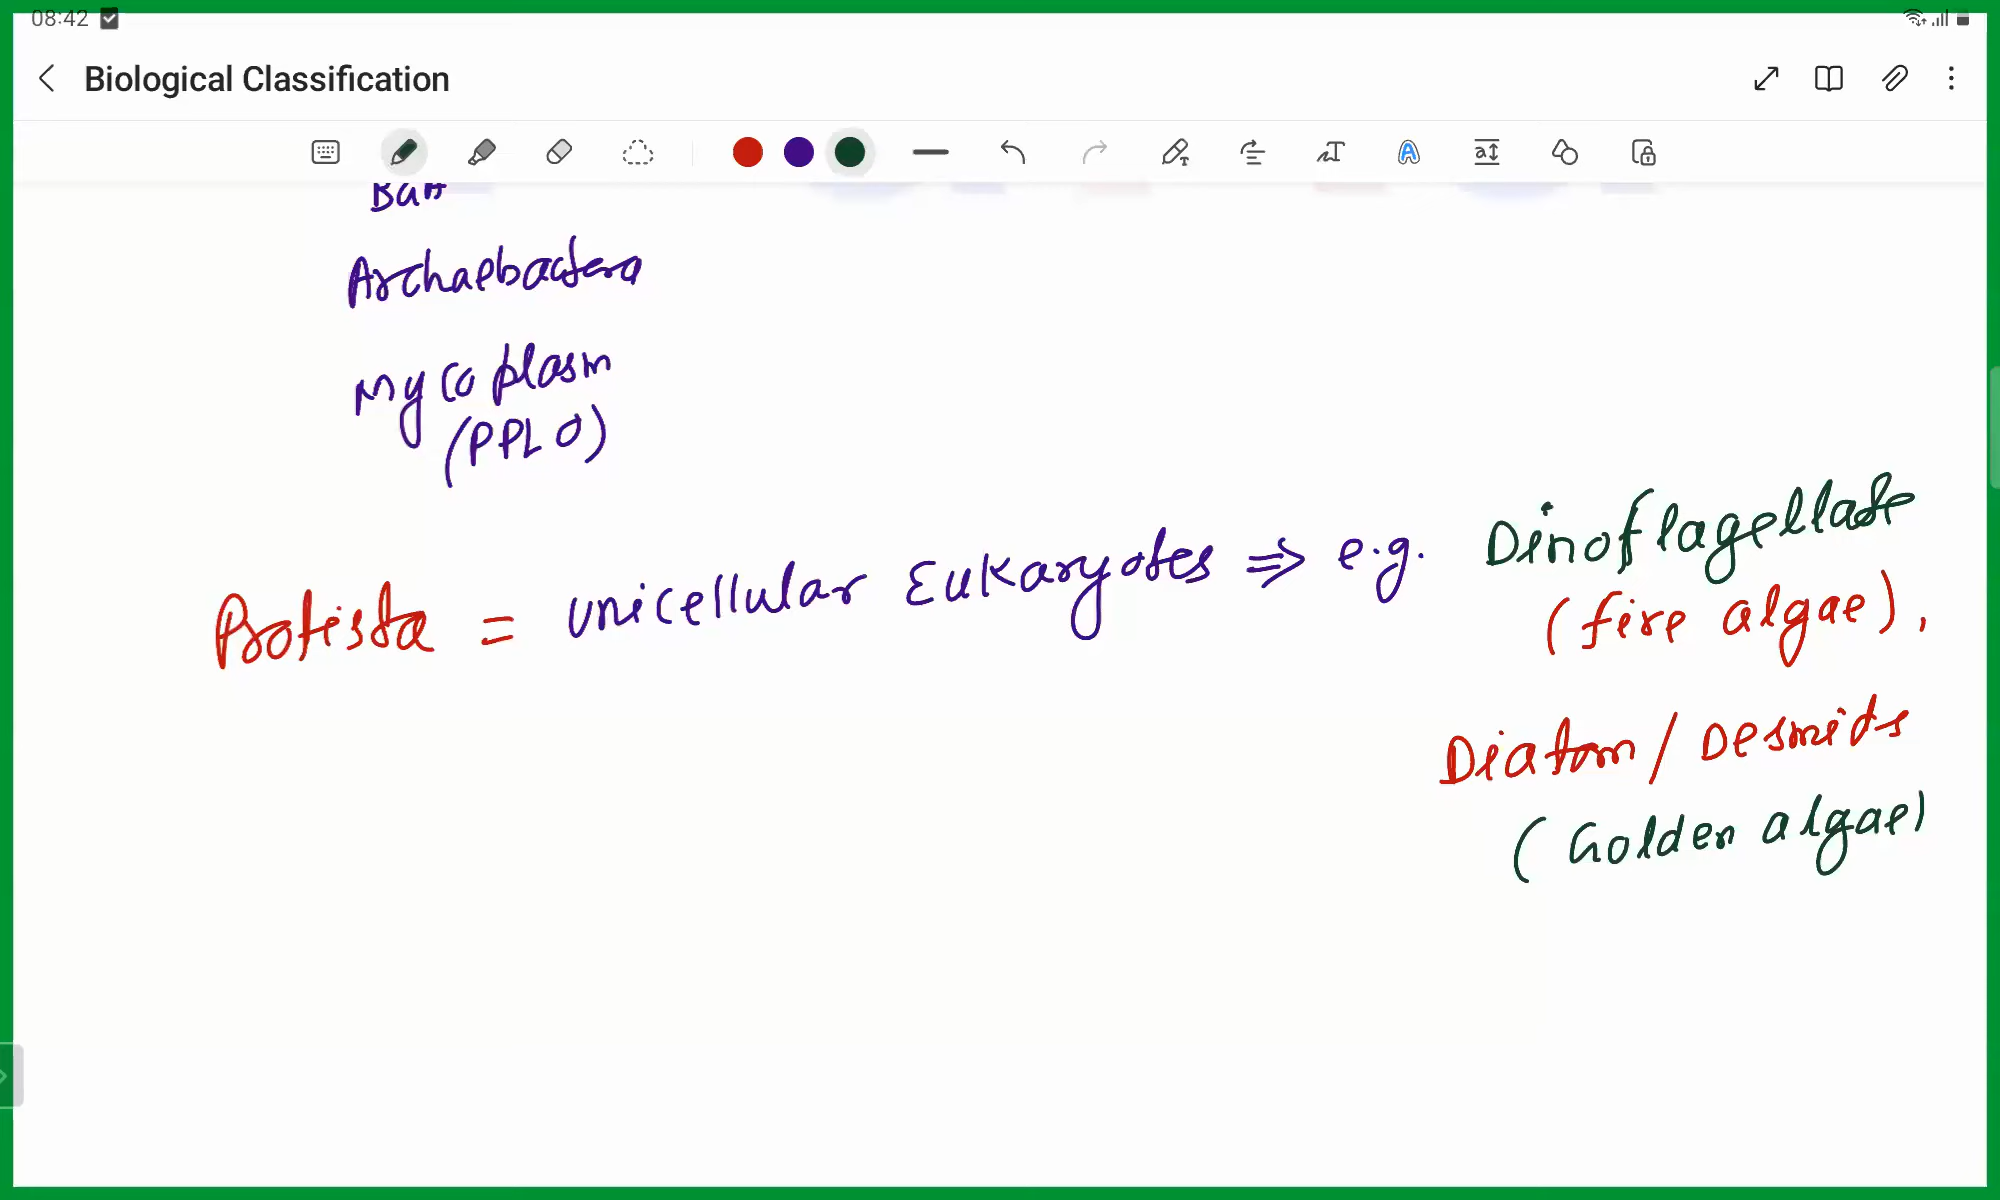 08:42
Biological Classification
Archaebacteria
Mycoplasm
(PPLO)
Protista = unicellular Eukaryotes ⇒ e.g. Dinoflagellate
(fire algae),
Diatom / Desmids
(Golden algae)